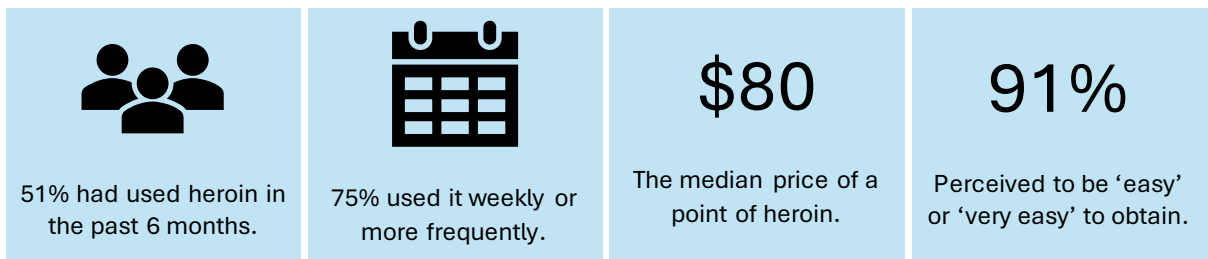 51% had used heroin in
the past 6 months.
75% used it weekly or
more frequently.
$80
The median price of a
point of heroin.
91%
Perceived to be ‘easy’
or ‘very easy’ to obtain.